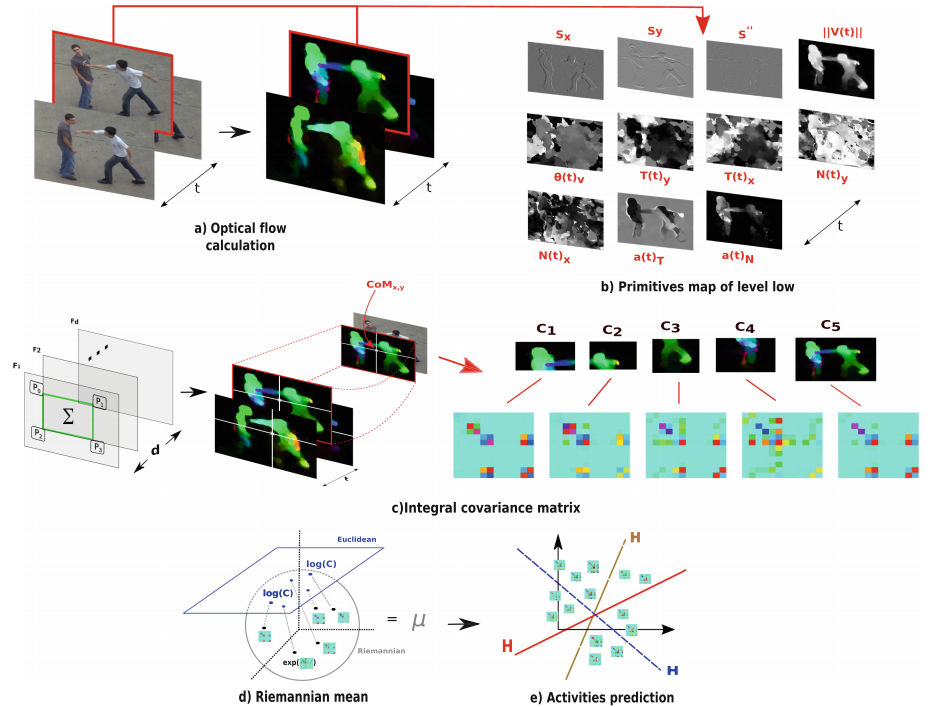 Sx
Sy
S''
||V(t)||
t
t
θ(t)v
T(t)y
T(t)x
N(t)y
a) Optical flow
calculation
N(t)x
a(t)T
a(t)N
t
b) Primitives map of level low
CoMx,y
Fd
F2
F1
P0
P1
Σ
P2
P3
d
t
C1
C2
C3
C4
C5
c)Integral covariance matrix
Euclidean
log(C)
log(C)
= μ
Riemannian
exp(
d) Riemannian mean
H
H
H
e) Activities prediction